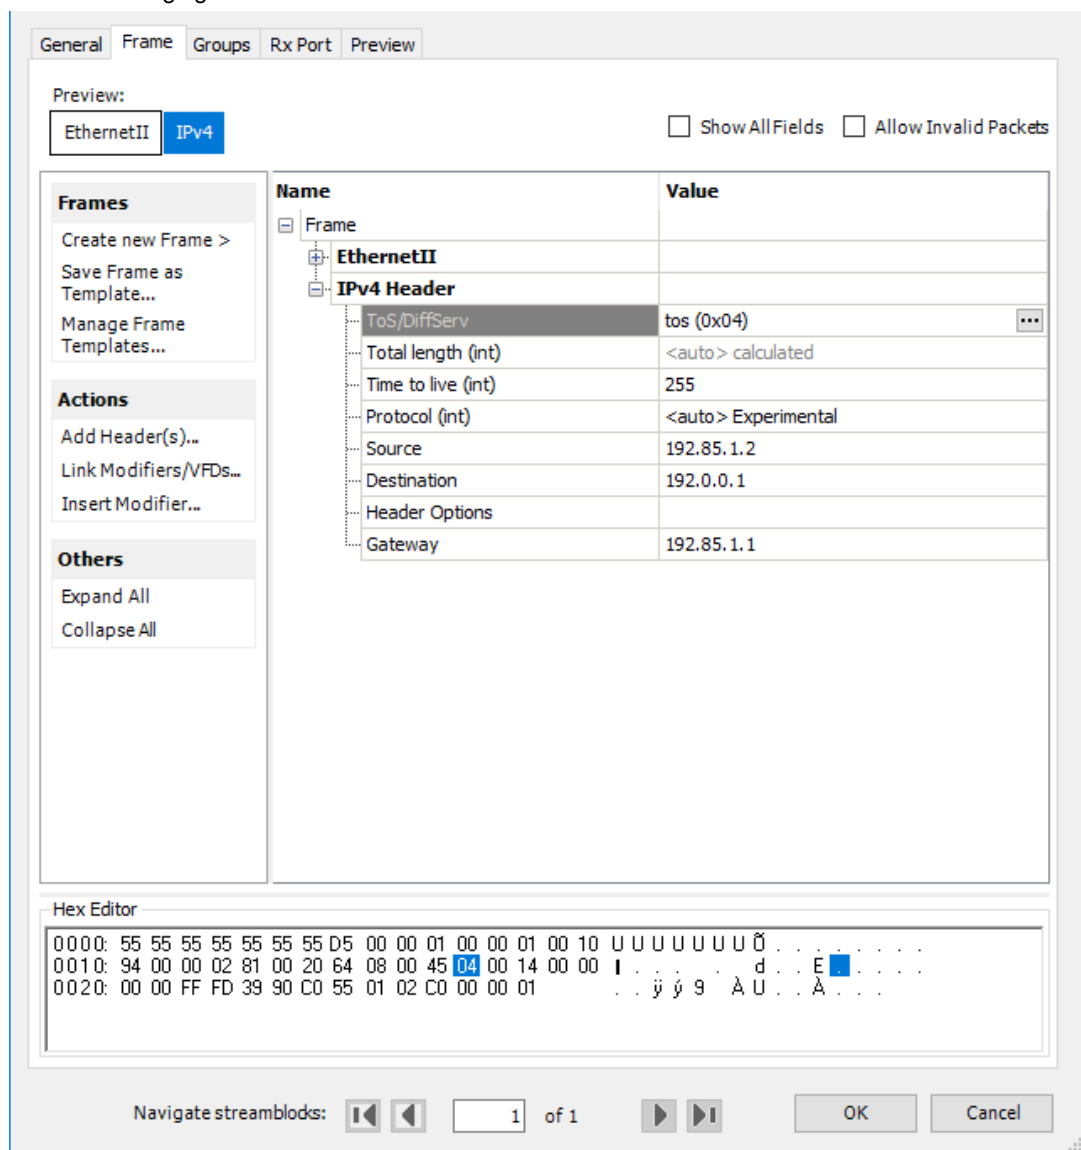 General Frame Groups Rx Port Preview
Preview:
EthernetII IPv4
Show All Fields Allow Invalid Packets
Frames
Create new Frame >
Save Frame as
Template...
Manage Frame
Templates...
Actions
Add Header(s)...
Link Modifiers/VFDs...
Insert Modifier...
Others
Expand All
Collapse All
Name Value
Frame
EthernetII
IPv4 Header
ToS/DiffServ tos (0x04) ...
Total length (int) <auto> calculated
Time to live (int) 255
Protocol (int) <auto> Experimental
Source 192.85.1.2
Destination 192.0.0.1
Header Options
Gateway 192.85.1.1
Hex Editor
0000: 55 55 55 55 55 55 55 D5 00 00 01 00 00 01 00 10 U U U U U U U Õ . . . . . . . .
0010: 94 00 00 02 81 00 20 64 08 00 45 04 00 14 00 00 . . . . . d . . E . . . . .
0020: 00 00 FF FD 39 90 C0 55 01 02 C0 00 00 01 . . ÿ ý 9 À U . . À . . .
Navigate streamblocks: 1 of 1 OK Cancel